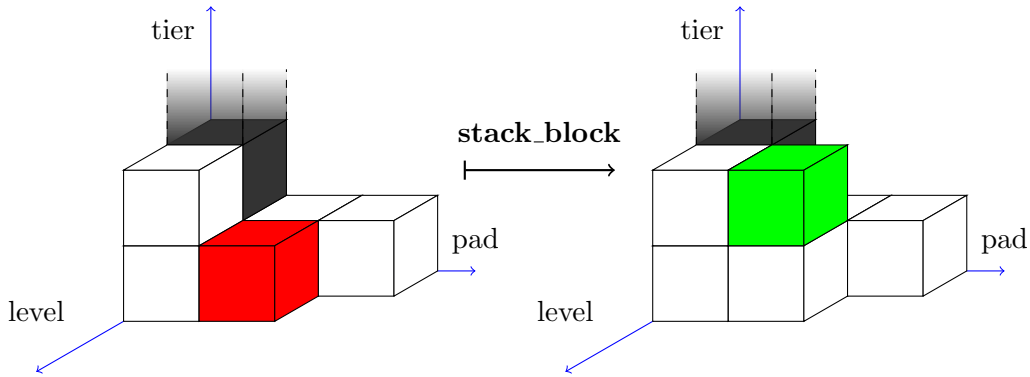 tier
tier
stack_block
pad
pad
level
level